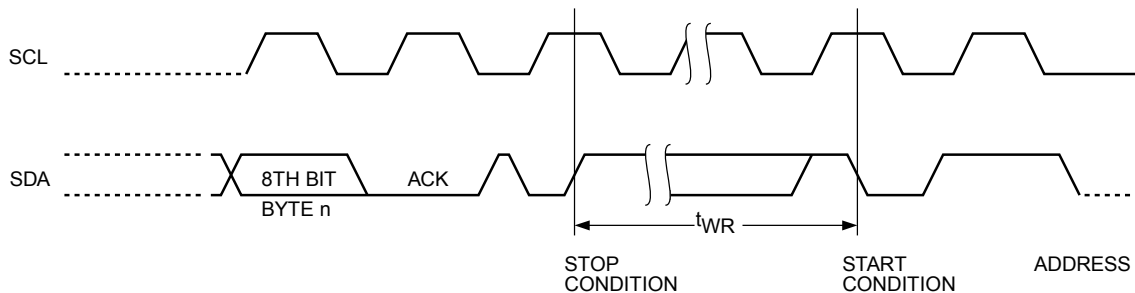 SCL
SDA
8TH BIT
ACK
BYTE n
tWR
STOP
CONDITION
START
CONDITION
ADDRESS